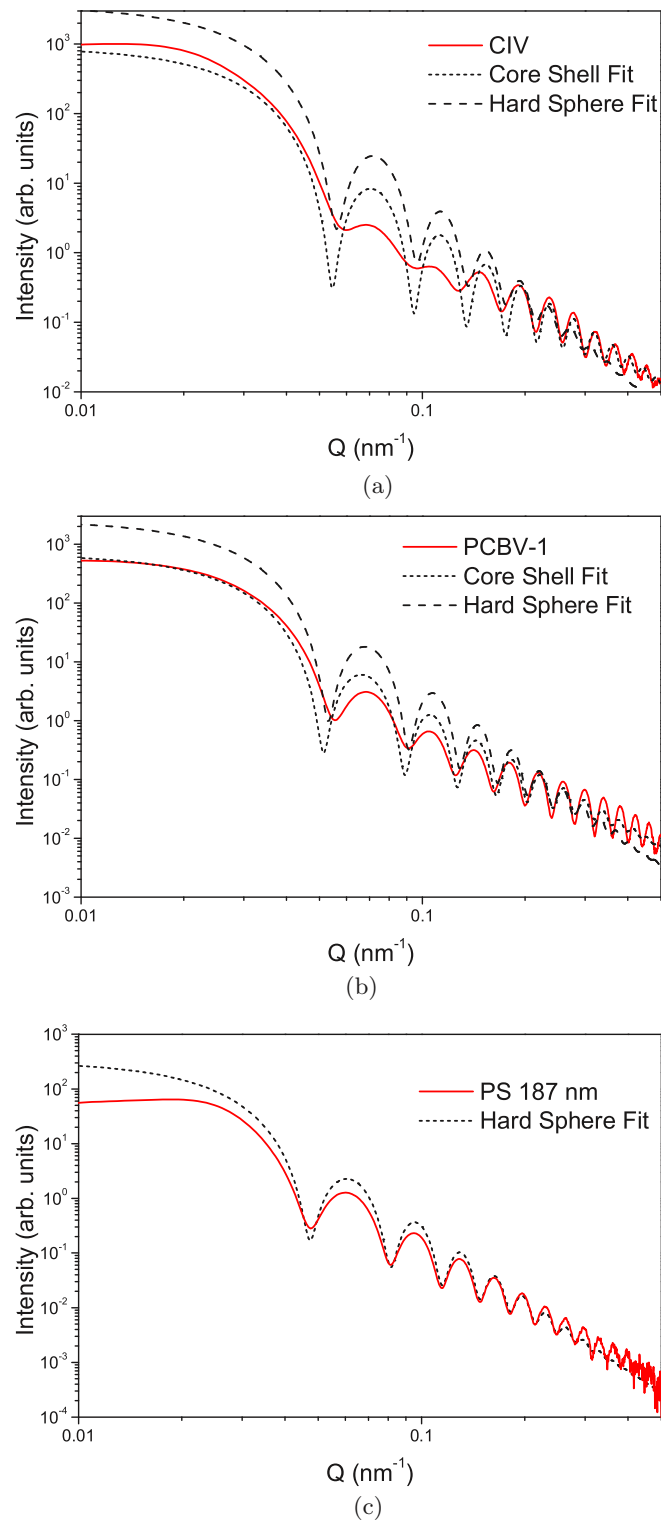 CIV
Core Shell Fit
Hard Sphere Fit
Intensity (arb. units)
10^3
10^2
10^1
10^0
10^-1
10^-2
0.01
0.1
Q (nm^-1)
(a)
PCBV-1
Core Shell Fit
Hard Sphere Fit
Intensity (arb. units)
10^3
10^2
10^1
10^0
10^-1
10^-2
10^-3
0.01
0.1
Q (nm^-1)
(b)
PS 187 nm
Hard Sphere Fit
Intensity (arb. units)
10^3
10^2
10^1
10^0
10^-1
10^-2
10^-3
10^-4
0.01
0.1
Q (nm^-1)
(c)